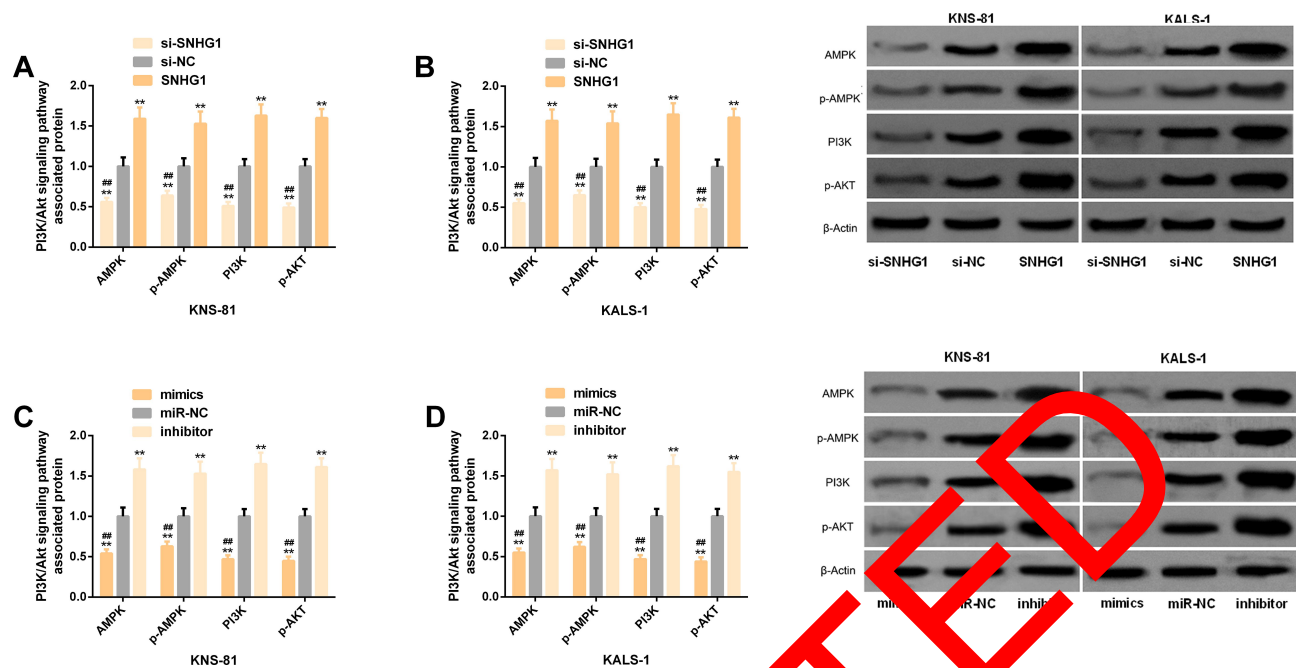 A
si-SNHG1
si-NC
SNHG1
PI3K/Akt signaling pathway
associated protein
2.0
1.5
1.0
0.5
0.0
** ** ** **
## ## ## ##
** ** ** **
AMPK p-AMPK PI3K p-AKT
KNS-81
B
si-SNHG1
si-NC
SNHG1
PI3K/Akt signaling pathway
associated protein
2.0
1.5
1.0
0.5
0.0
** ** ** **
## ## ## ##
** ** ** **
AMPK p-AMPK PI3K p-AKT
KALS-1
KNS-81 KALS-1
AMPK
p-AMPK
PI3K
p-AKT
β-Actin
si-SNHG1 si-NC SNHG1 si-SNHG1 si-NC SNHG1
C
mimics
miR-NC
inhibitor
PI3K/Akt signaling pathway
associated protein
2.0
1.5
1.0
0.5
0.0
** ** ** **
## ## ## ##
** ** ** **
AMPK p-AMPK PI3K p-AKT
KNS-81
D
mimics
miR-NC
inhibitor
PI3K/Akt signaling pathway
associated protein
2.0
1.5
1.0
0.5
0.0
** ** ** **
## ## ## ##
** ** ** **
AMPK p-AMPK PI3K p-AKT
KALS-1
KNS-81 KALS-1
AMPK
p-AMPK
PI3K
p-AKT
β-Actin
mimics miR-NC inhibitor
TED